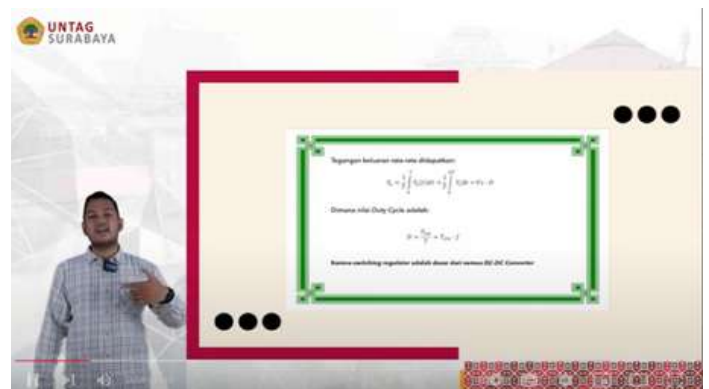 UNTAG
SURABAYA
Tegangan keluaran rata-rata didapatkan:
Dimana nilai Duty Cycle adalah:
Karena switching regulator adalah dasar dari semua DC-DC Converter